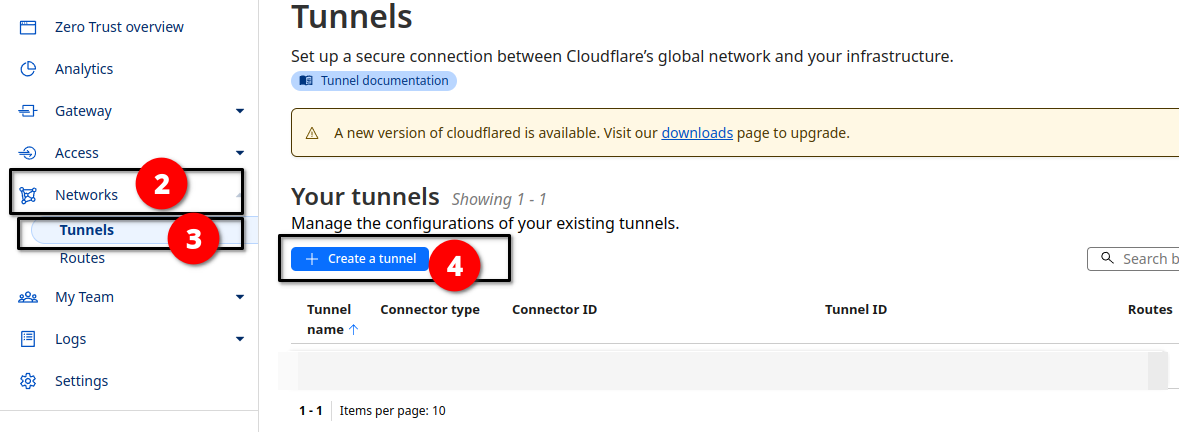 Zero Trust overview
Analytics
Gateway
Access
Networks
2
Tunnels
3
Routes
My Team
Logs
Settings
Tunnels
Set up a secure connection between Cloudflare’s global network and your infrastructure.
Tunnel documentation
A new version of cloudflared is available. Visit our downloads page to upgrade.
Your tunnels Showing 1 - 1
Manage the configurations of your existing tunnels.
Create a tunnel
4
Search b
Tunnel name
Connector type
Connector ID
Tunnel ID
Routes
1 - 1 Items per page: 10